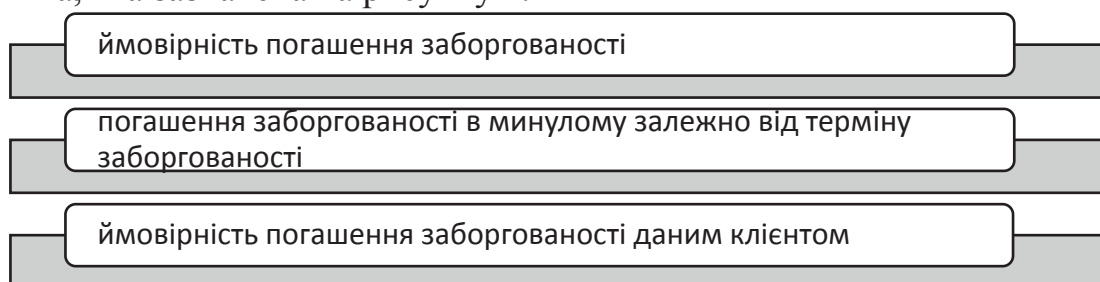 ймовірність погашення заборгованості
погашення заборгованості в минулому залежно від терміну
заборгованості
ймовірність погашення заборгованості даним клієнтом